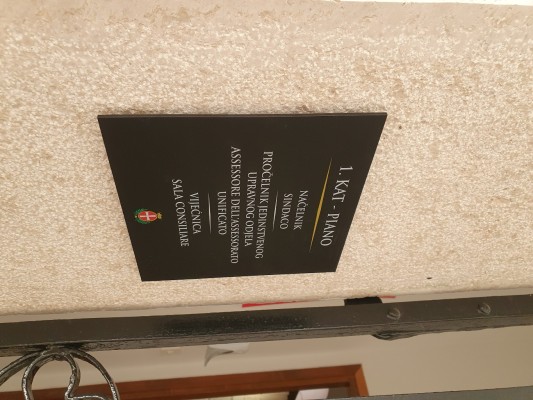 1. KAT - PIANO
NAČELNIK
SINDACO
PROČELNIK JEDINSTVENOG
UPRAVNOG ODJELA
ASSESSORE DELL'ASSESSORATO
UNIFICATO
VIJEĆNICA
SALA CONSILIARE